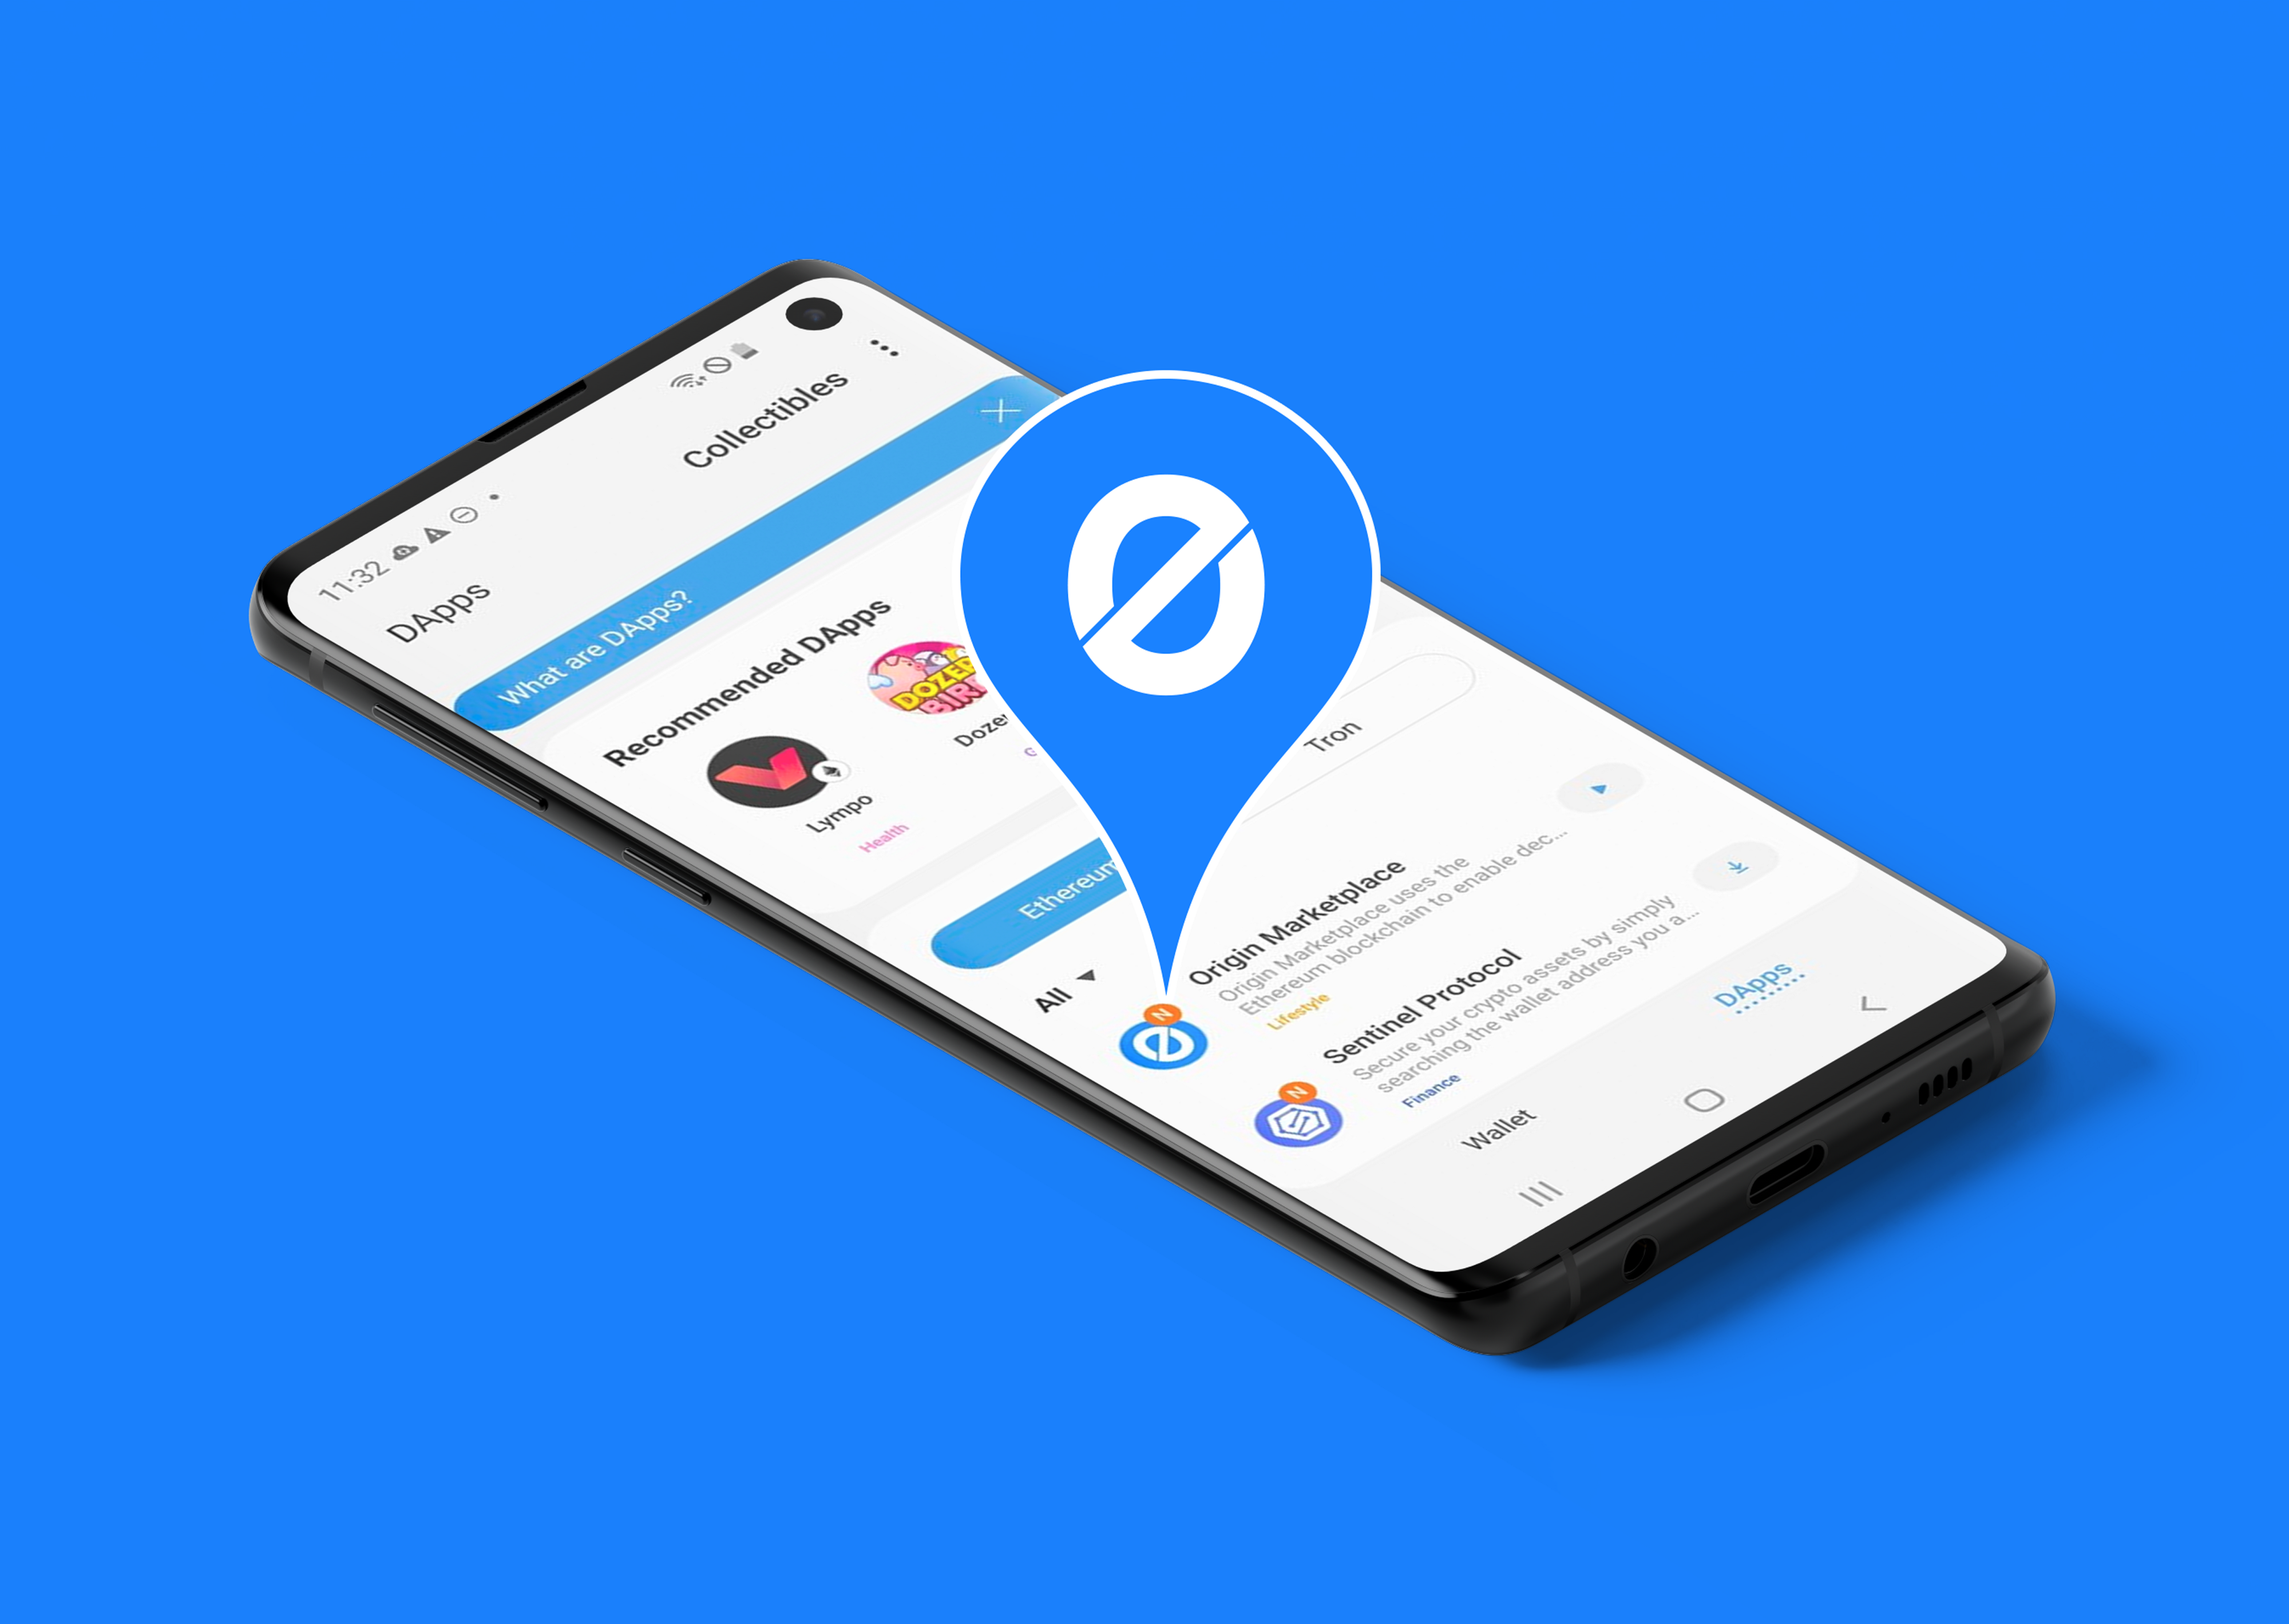 11:32
DApps
Collectibles
What are DApps?
Recommended DApps
Lympo
Health
DOZER
BIRD
Ethereum
Tron
All
N
Origin Marketplace
Origin Marketplace uses the
Ethereum blockchain to enable dec...
Lifestyle
N
Sentinel Protocol
Secure your crypto assets by simply
searching the wallet address you a...
Finance
Wallet
DApps